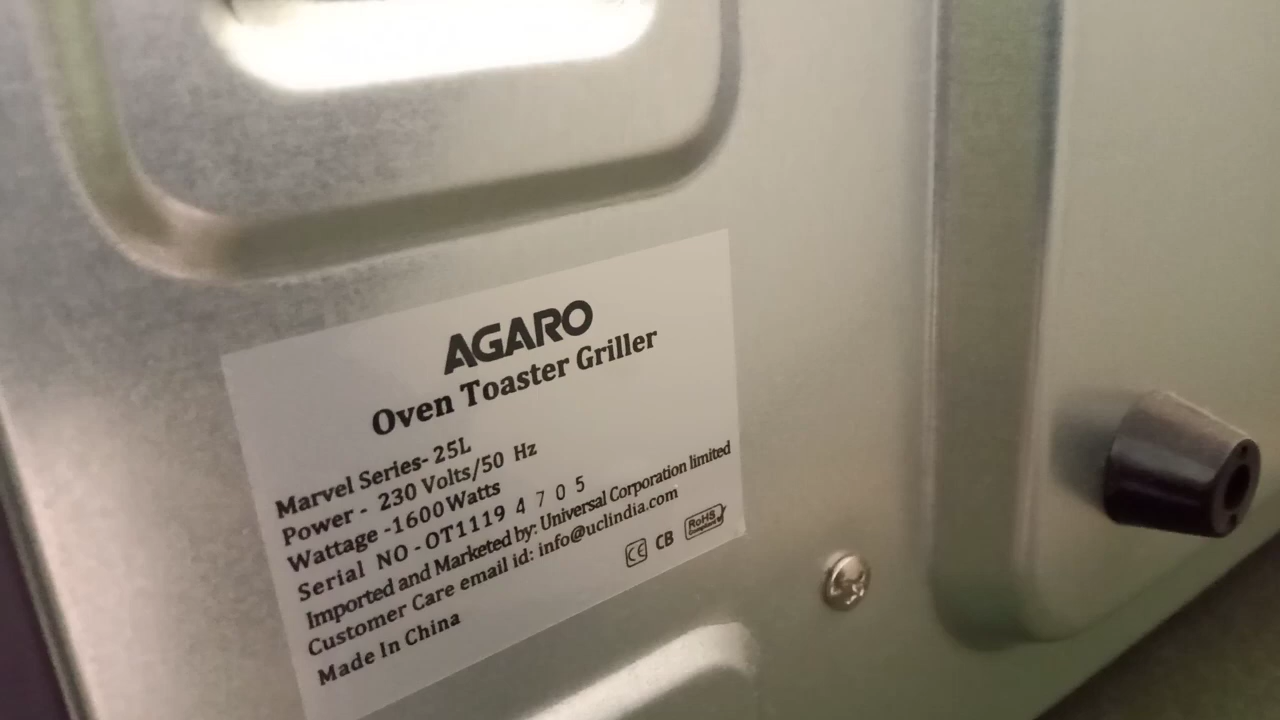 AGARO
Oven Toaster Griller
Marvel Series- 25L
Power - 230 Volts/50 Hz
Wattage -1600Watts
Serial NO - OT1119 4 7 0 5
Imported and Marketed by: Universal Corporation limited
Customer Care email id: info@uclindia.com
CE CB RoHS
Compliant
Made In China